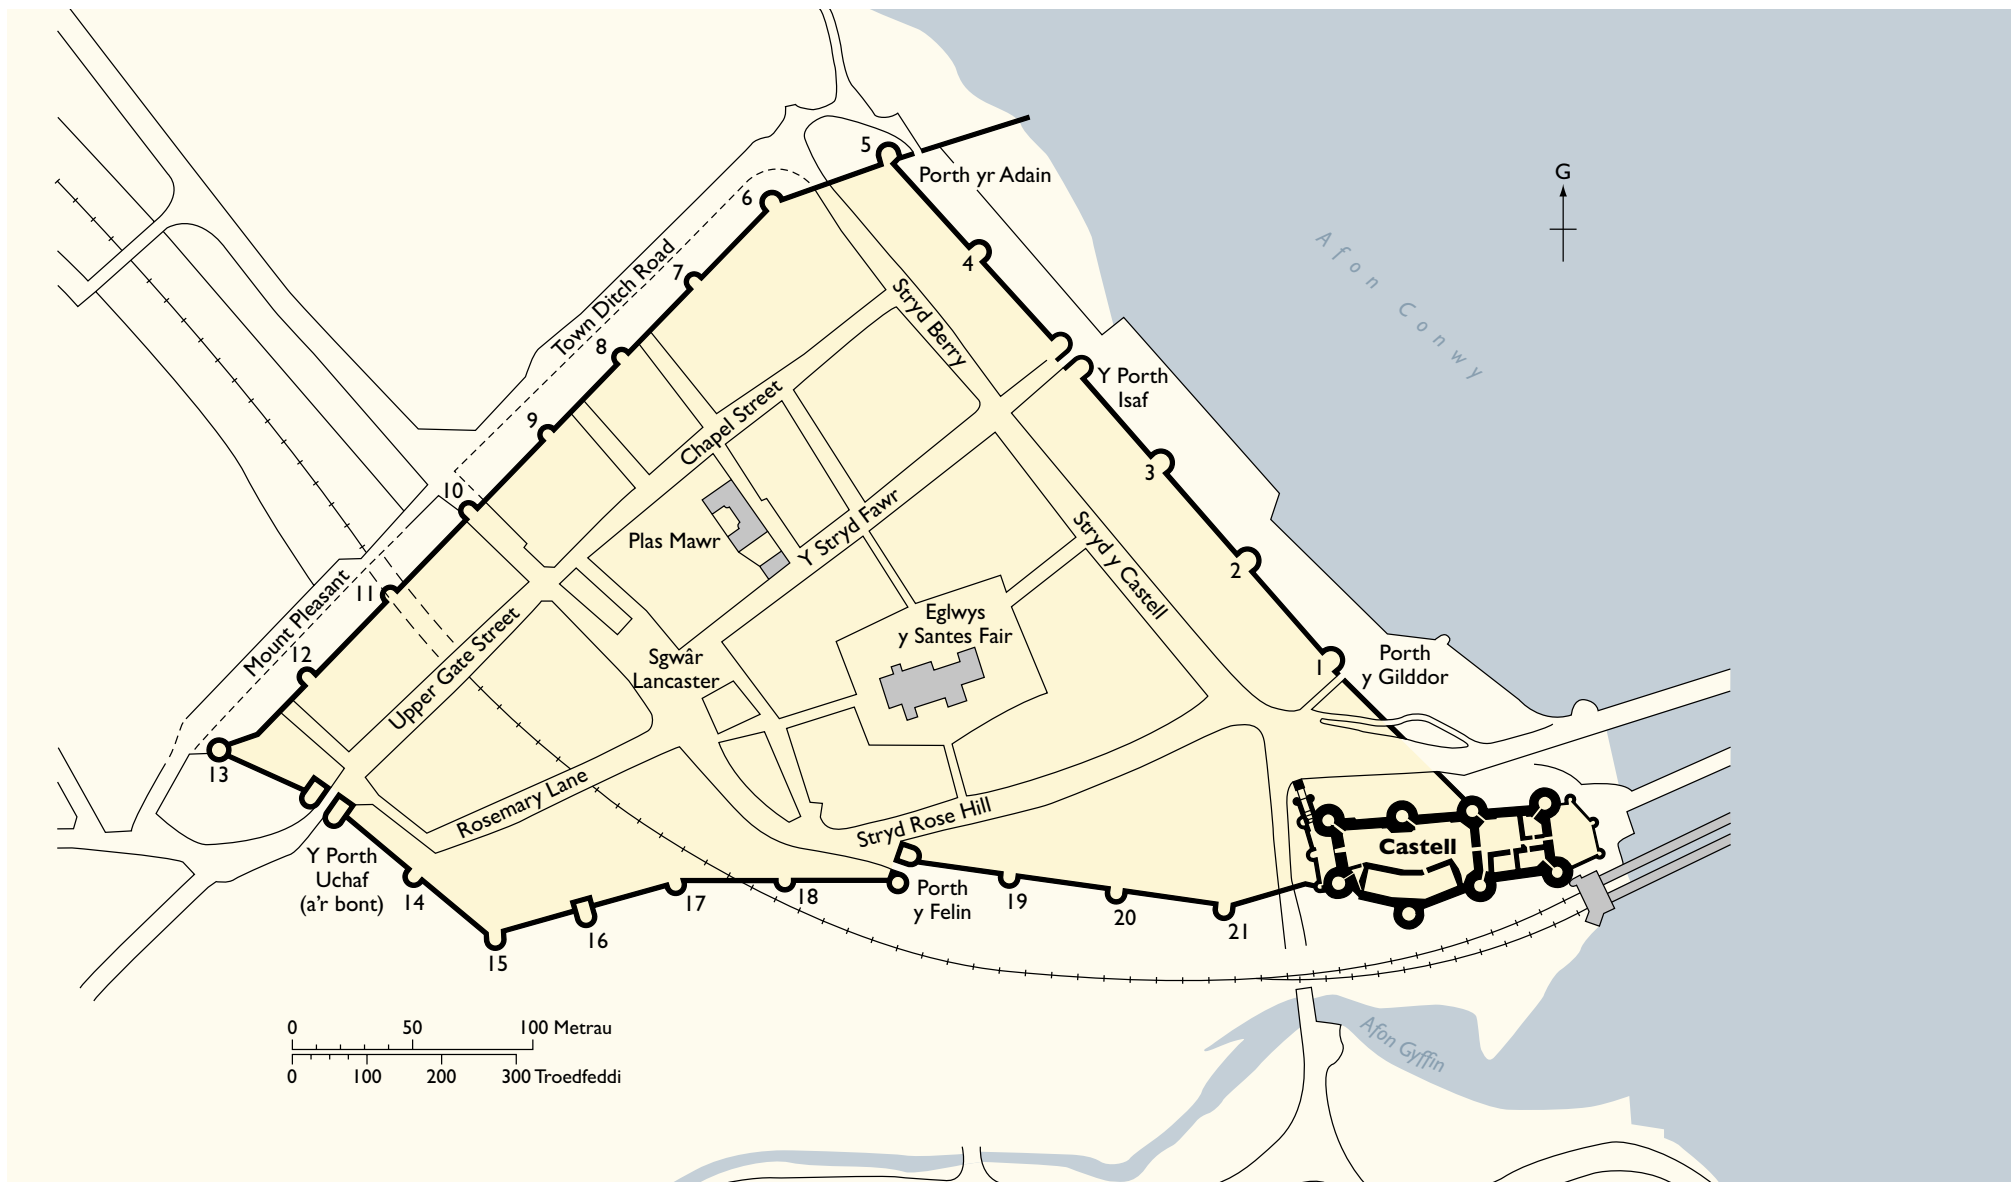 5
Porth yr Adain
G
6
4
Afon Conwy
Town Ditch Road
7
Stryd Berry
8
Y Porth
Isaf
Chapel Street
9
3
10
Y Stryd Fawr
Plas Mawr
Stryd y Castell
2
Mount Pleasant
11
Eglwys
y Santes Fair
12
Upper Gate Street
Sgwâr
Lancaster
1
Porth
y Gilddor
13
Rosemary Lane
Stryd Rose Hill
Castell
Y Porth
Uchaf
(a'r bont)
14
17
18
Porth
y Felin
19
20
21
16
15
0 50 100 Metrau
0 100 200 300 Troedfeddi
Afon Gyffin